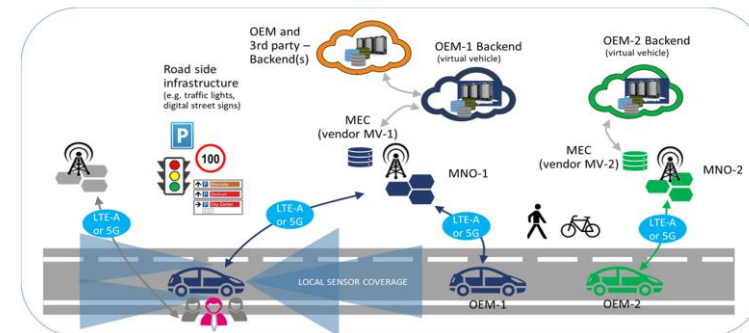 OEM and
3rd party –
Backend(s)
OEM-1 Backend
(virtual vehicle)
OEM-2 Backend
(virtual vehicle)
Road side
infrastructure
(e.g. traffic lights,
digital street signs)
P
100
MEC
(vendor MV-1)
MEC
(vendor MV-2)
MNO-1
MNO-2
LTE-A
or 5G
LTE-A
or 5G
LTE-A
or 5G
LTE-A
or 5G
LOCAL SENSOR COVERAGE
OEM-1
OEM-2